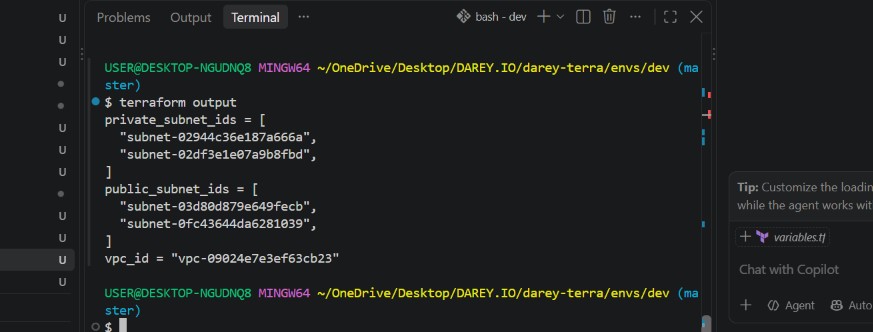 U
U
U
U
U
U
U
U
U
U
Problems Output Terminal ··· bash - dev
USER@DESKTOP-NGUDNQ8 MINGW64 ~/OneDrive/Desktop/DAREY.IO/darey-terra/envs/dev (ma
ster)
$ terraform output
private_subnet_ids = [
  "subnet-02944c36e187a666a",
  "subnet-02df3e1e07a9b8fbd",
]
public_subnet_ids = [
  "subnet-03d80d879e649fecb",
  "subnet-0fc43644da6281039",
]
vpc_id = "vpc-09024e7e3ef63cb23"
USER@DESKTOP-NGUDNQ8 MINGW64 ~/OneDrive/Desktop/DAREY.IO/darey-terra/envs/dev (ma
ster)
$
Tip: Customize the loadin
while the agent works wit
variables.tf
Chat with Copilot
Agent Auto